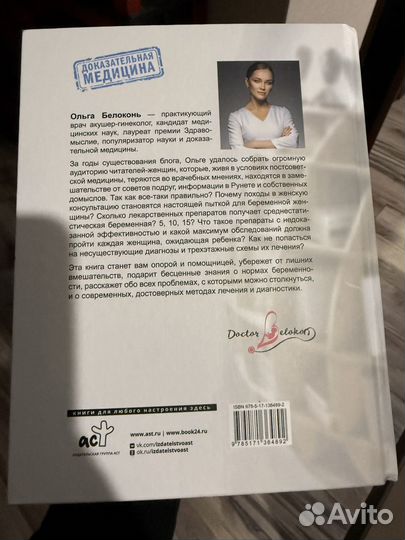 ДОКАЗАТЕЛЬНАЯ
МЕДИЦИНА
Ольга Белоконь — практикующий
врач акушер-гинеколог, кандидат меди-
цинских наук, лауреат премии Здраво-
мыслие, популяризатор науки и доказа-
тельной медицины.
За годы существования блога, Ольге удалось собрать огромную
аудиторию читателей-женщин, которые, живя в условиях постсовет-
ской медицины, теряются во врачебных мнениях, находятся в заме-
шательстве от советов подруг, информации в Рунете и собственных
домыслов. Так как все-таки правильно? Почему походы в женскую
консультацию становятся настоящей пыткой для беременной жен-
щины? Сколько лекарственных препаратов получает среднестати-
стическая беременная? 5, 10, 15? Что такое препараты с недока-
занной эффективностью и какой максимум обследований должна
пройти каждая женщина, ожидающая ребенка? Как не попасться
на несуществующие диагнозы и трехэтажные схемы их лечения?
Эта книга станет вам опорой и помощницей, убережет от лишних
вмешательств, подарит бесценные знания о нормах беременно-
сти, расскажет обо всех проблемах, с которыми можно столкнуться,
и о современных, достоверных методах лечения и диагностики.
Doctor Belokon
книги для любого настроения здесь
аст
ИЗДАТЕЛЬСКАЯ ГРУППА АСТ
www.ast.ru | www.book24.ru
vk.com/izdatelstvoast
ok.ru/izdatelstvoast
ISBN 978-5-17-136489-2
9 785171 364892
Avito